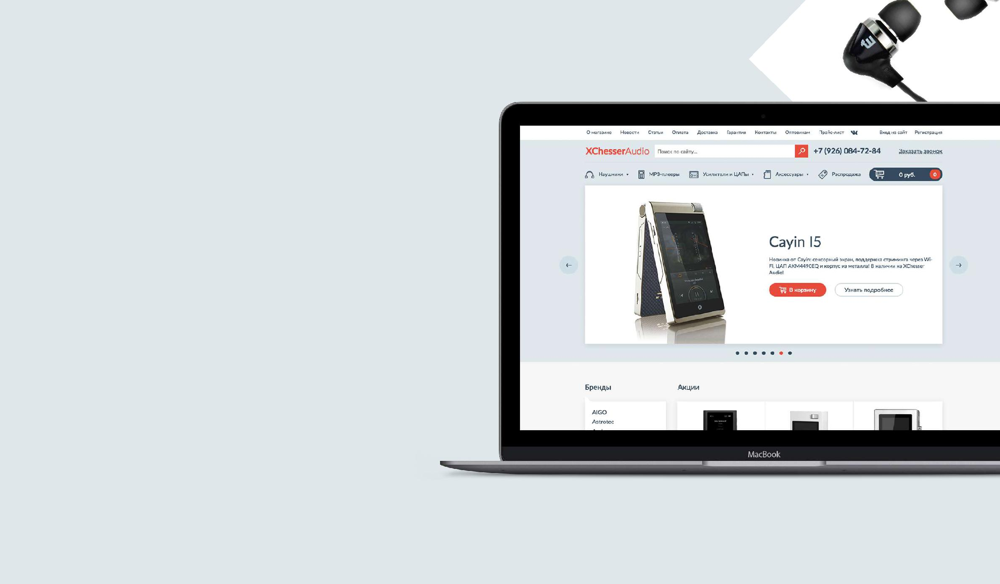 О магазине Новости Статьи Оплата Доставка Гарантия Контакты Оптовикам Прайс-лист Вход на сайт Регистрация
XChesserAudio Поиск по сайту... +7 (926) 084-72-84 Заказать звонок
Наушники МР3-плееры Усилители и ЦАПы Аксессуары Распродажа 0 руб. 0
Cayin I5
Новинка от Cayin: сенсорный экран, поддержка стриминга через Wi-
Fi, ЦАП AKM4490EQ и корпус из металла! В наличии на XChesser
Audio!
В корзину Узнать подробнее
Бренды Акции
AIGO
Astrotec
MacBook